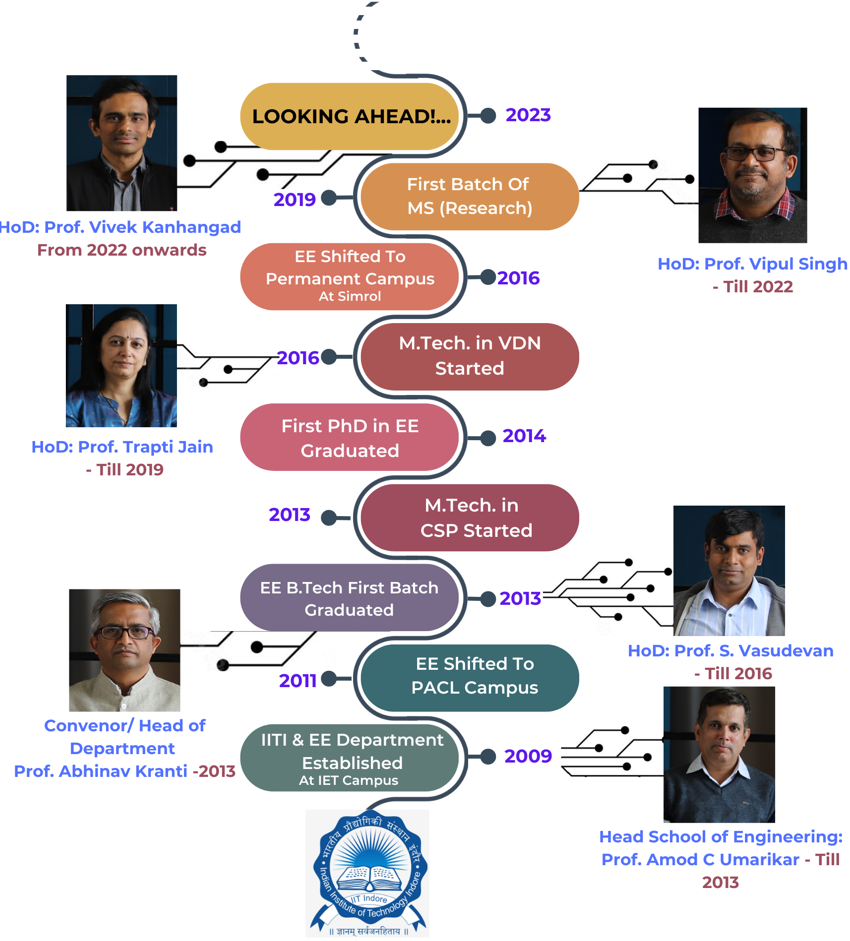 LOOKING AHEAD!...
2023
HoD: Prof. Vivek Kanhangad
From 2022 onwards
2019
First Batch Of
MS (Research)
HoD: Prof. Vipul Singh
- Till 2022
EE Shifted To
Permanent Campus
At Simrol
2016
2016
M.Tech. in VDN
Started
HoD: Prof. Trapti Jain
- Till 2019
First PhD in EE
Graduated
2014
2013
M.Tech. in
CSP Started
EE B.Tech First Batch
Graduated
2013
HoD: Prof. S. Vasudevan
- Till 2016
2011
EE Shifted To
PACL Campus
Convenor/ Head of
Department
Prof. Abhinav Kranti -2013
IITI & EE Department
Established
At IET Campus
2009
Head School of Engineering:
Prof. Amod C Umarikar - Till
2013
भारतीय प्रौद्योगिकी संस्थान इंदौर
IIT Indore
Indian Institute of Technology Indore
॥ ज्ञानम् सर्वजनहिताय ॥